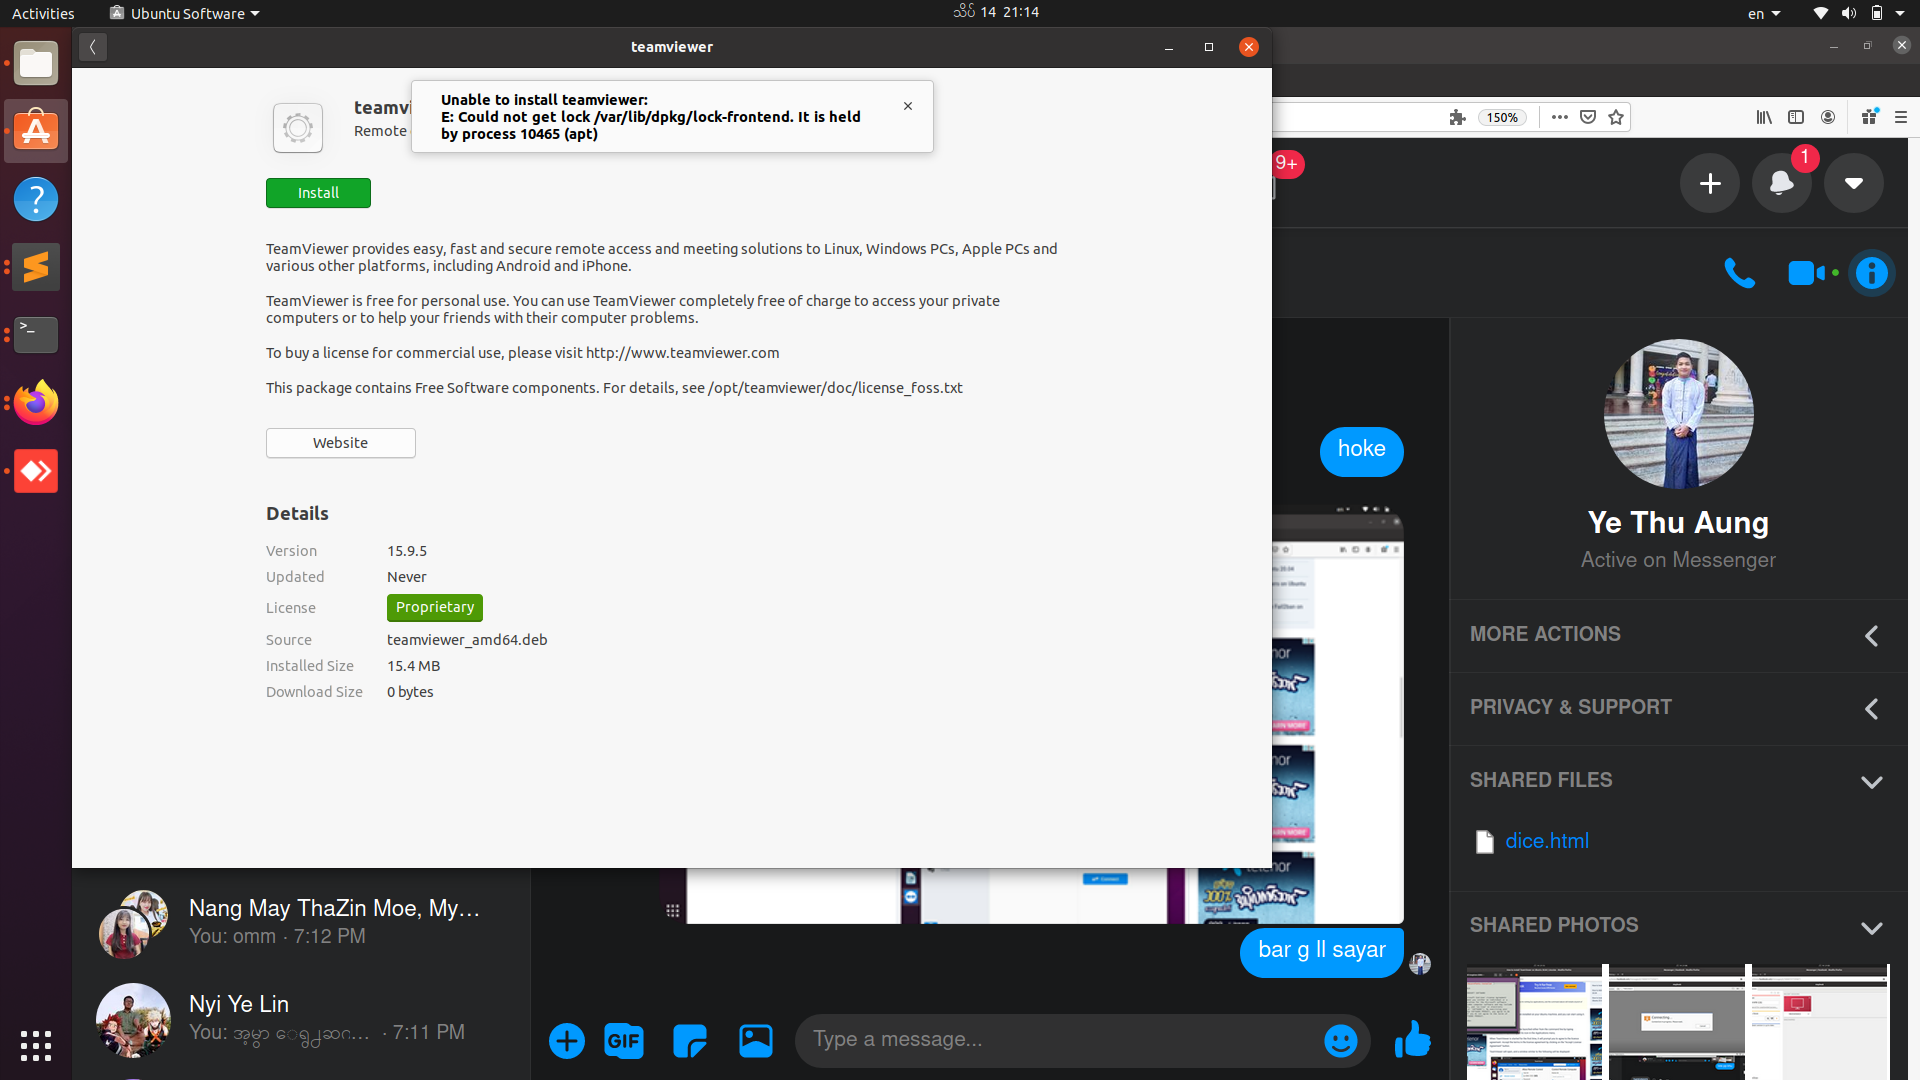 Activities
Ubuntu Software
သိပ် 14 21:14
en
teamviewer
Unable to install teamviewer:
E: Could not get lock /var/lib/dpkg/lock-frontend. It is held
by process 10465 (apt)
Remote
Install
TeamViewer provides easy, fast and secure remote access and meeting solutions to Linux, Windows PCs, Apple PCs and
various other platforms, including Android and iPhone.
TeamViewer is free for personal use. You can use TeamViewer completely free of charge to access your private
computers or to help your friends with their computer problems.
To buy a license for commercial use, please visit http://www.teamviewer.com
This package contains Free Software components. For details, see /opt/teamviewer/doc/license_foss.txt
Website
Details
Version 15.9.5
Updated Never
License Proprietary
Source teamviewer_amd64.deb
Installed Size 15.4 MB
Download Size 0 bytes
150%
9+
1
hoke
Ye Thu Aung
Active on Messenger
MORE ACTIONS
PRIVACY & SUPPORT
SHARED FILES
dice.html
SHARED PHOTOS
Nang May ThaZin Moe, My…
You: omm · 7:12 PM
Nyi Ye Lin
You: · 7:11 PM
bar g ll sayar
GIF
Type a message...